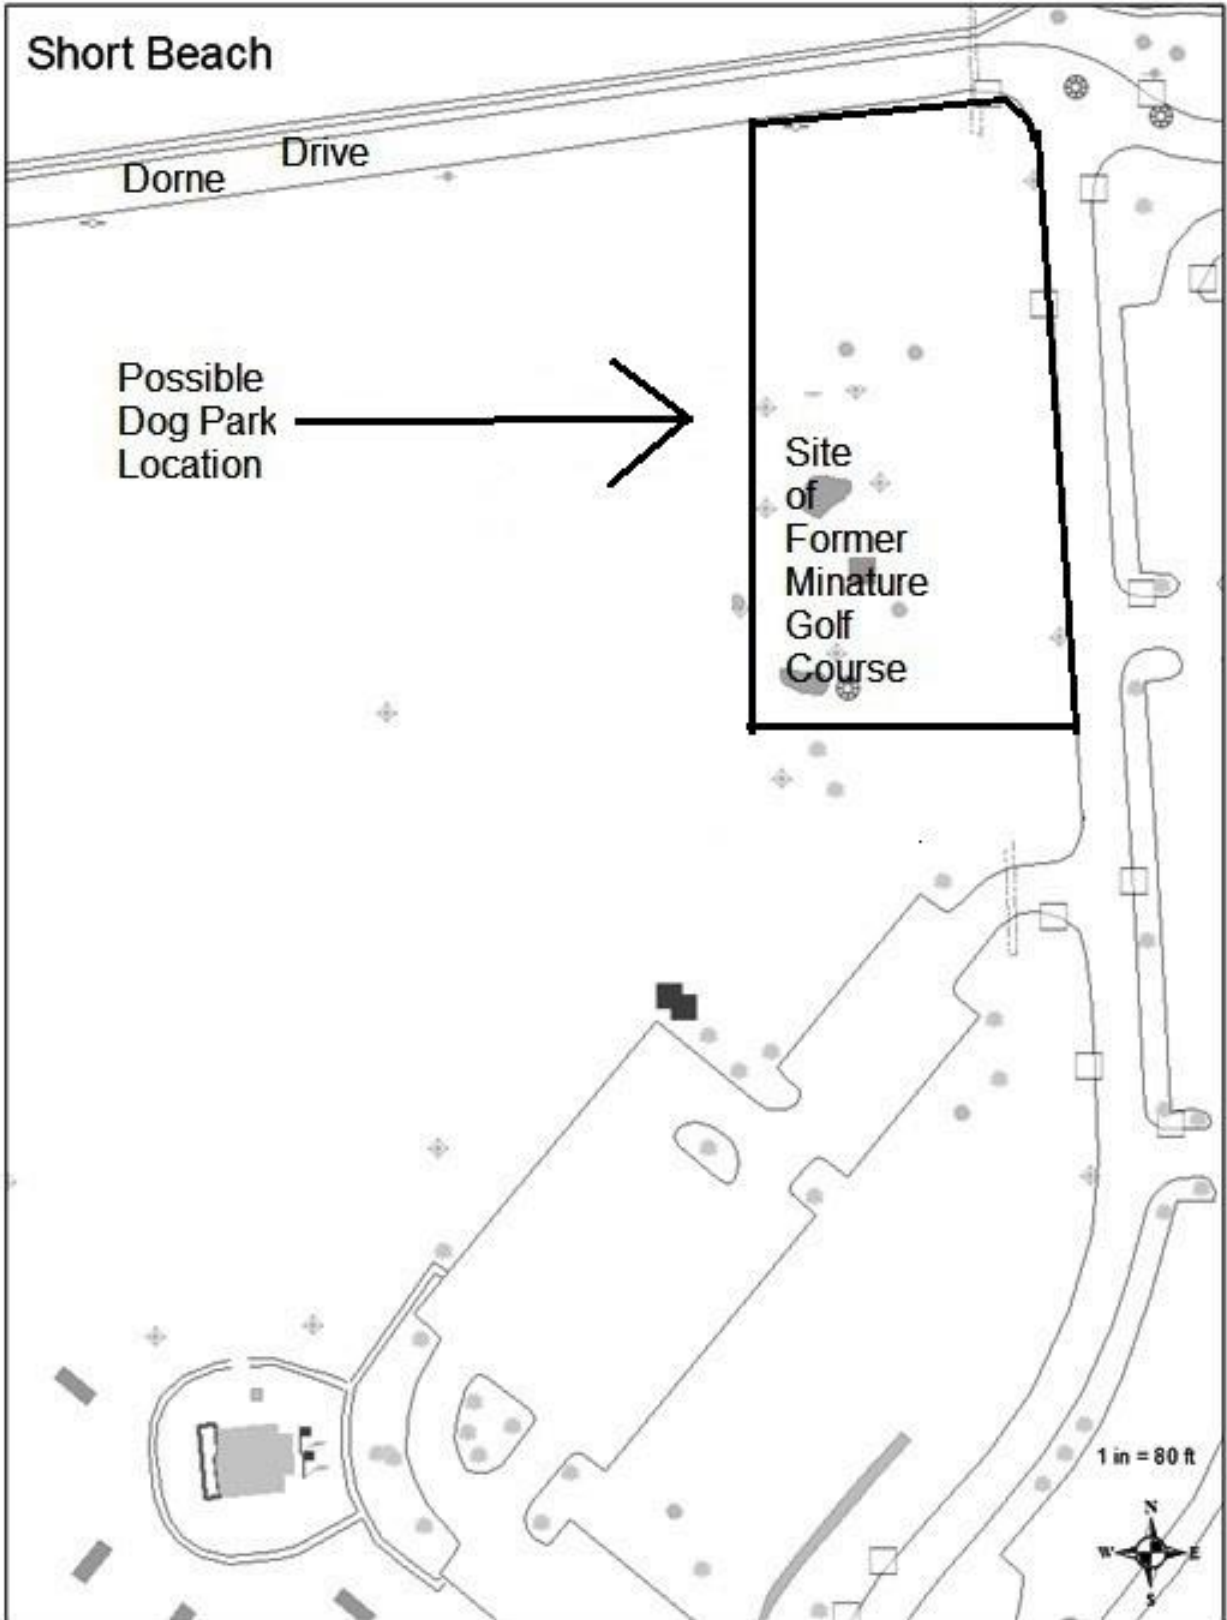 Short Beach
Dorne Drive
Possible
Dog Park
Location
Site
of
Former
Minature
Golf
Course
1 in = 80 ft
N
W E
S